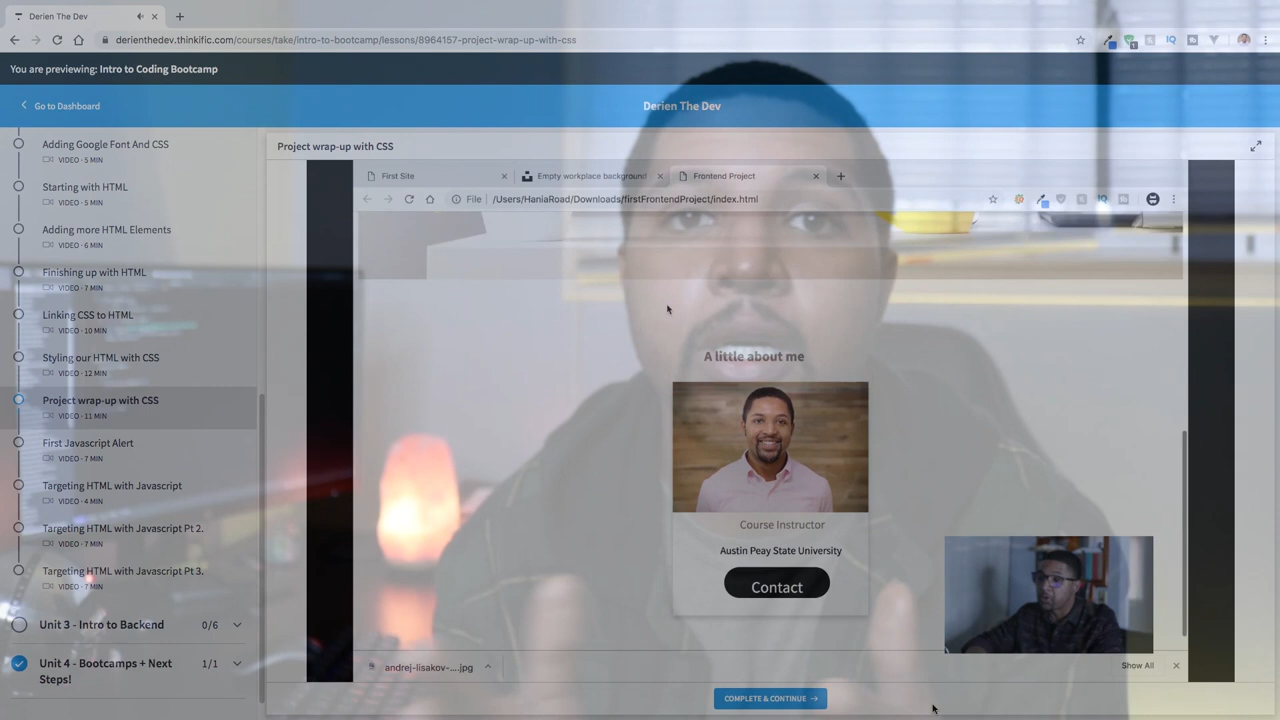 Derien The Dev
derienthedev.thinkific.com/courses/take/intro-to-bootcamp/lessons/8964157-project-wrap-up-with-css
You are previewing: Intro to Coding Bootcamp
Go to Dashboard
Derien The Dev
Adding Google Font And CSS
VIDEO · 5 MIN
Starting with HTML
VIDEO · 5 MIN
Adding more HTML Elements
VIDEO · 6 MIN
Finishing up with HTML
VIDEO · 7 MIN
Linking CSS to HTML
VIDEO · 10 MIN
Styling our HTML with CSS
VIDEO · 12 MIN
Project wrap-up with CSS
VIDEO · 11 MIN
First Javascript Alert
VIDEO · 7 MIN
Targeting HTML with Javascript
VIDEO · 4 MIN
Targeting HTML with Javascript Pt 2.
VIDEO · 7 MIN
Targeting HTML with Javascript Pt 3.
VIDEO · 7 MIN
Unit 3 - Intro to Backend 0/6
Unit 4 - Bootcamps + Next 1/1
Steps!
Project wrap-up with CSS
First Site
Empty workplace background
Frontend Project
File /Users/HaniaRoad/Downloads/firstFrontendProject/index.html
A little about me
Course Instructor
Austin Peay State University
Contact
andrej-lisakov-....jpg
Show All
COMPLETE & CONTINUE →